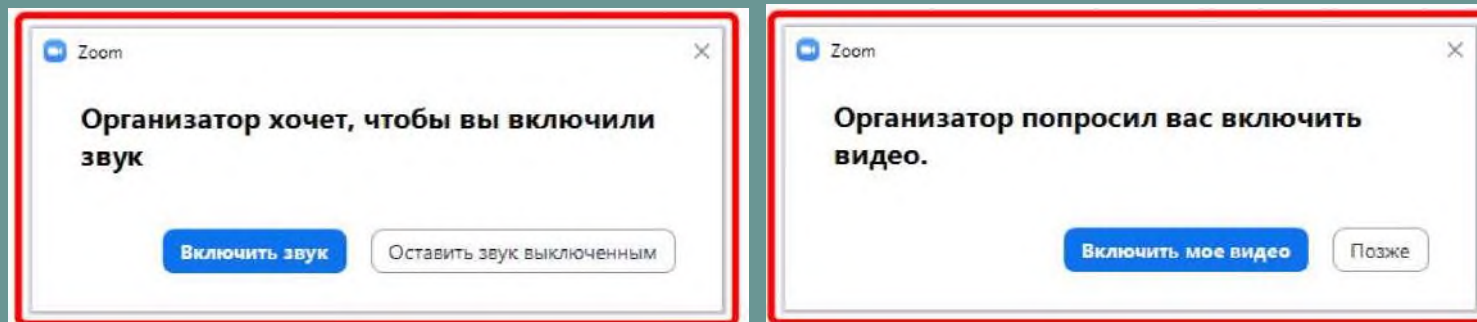 Zoom
Организатор хочет, чтобы вы включили
звук
Включить звук
Оставить звук выключенным
Zoom
Организатор попросил вас включить
видео.
Включить мое видео
Позже